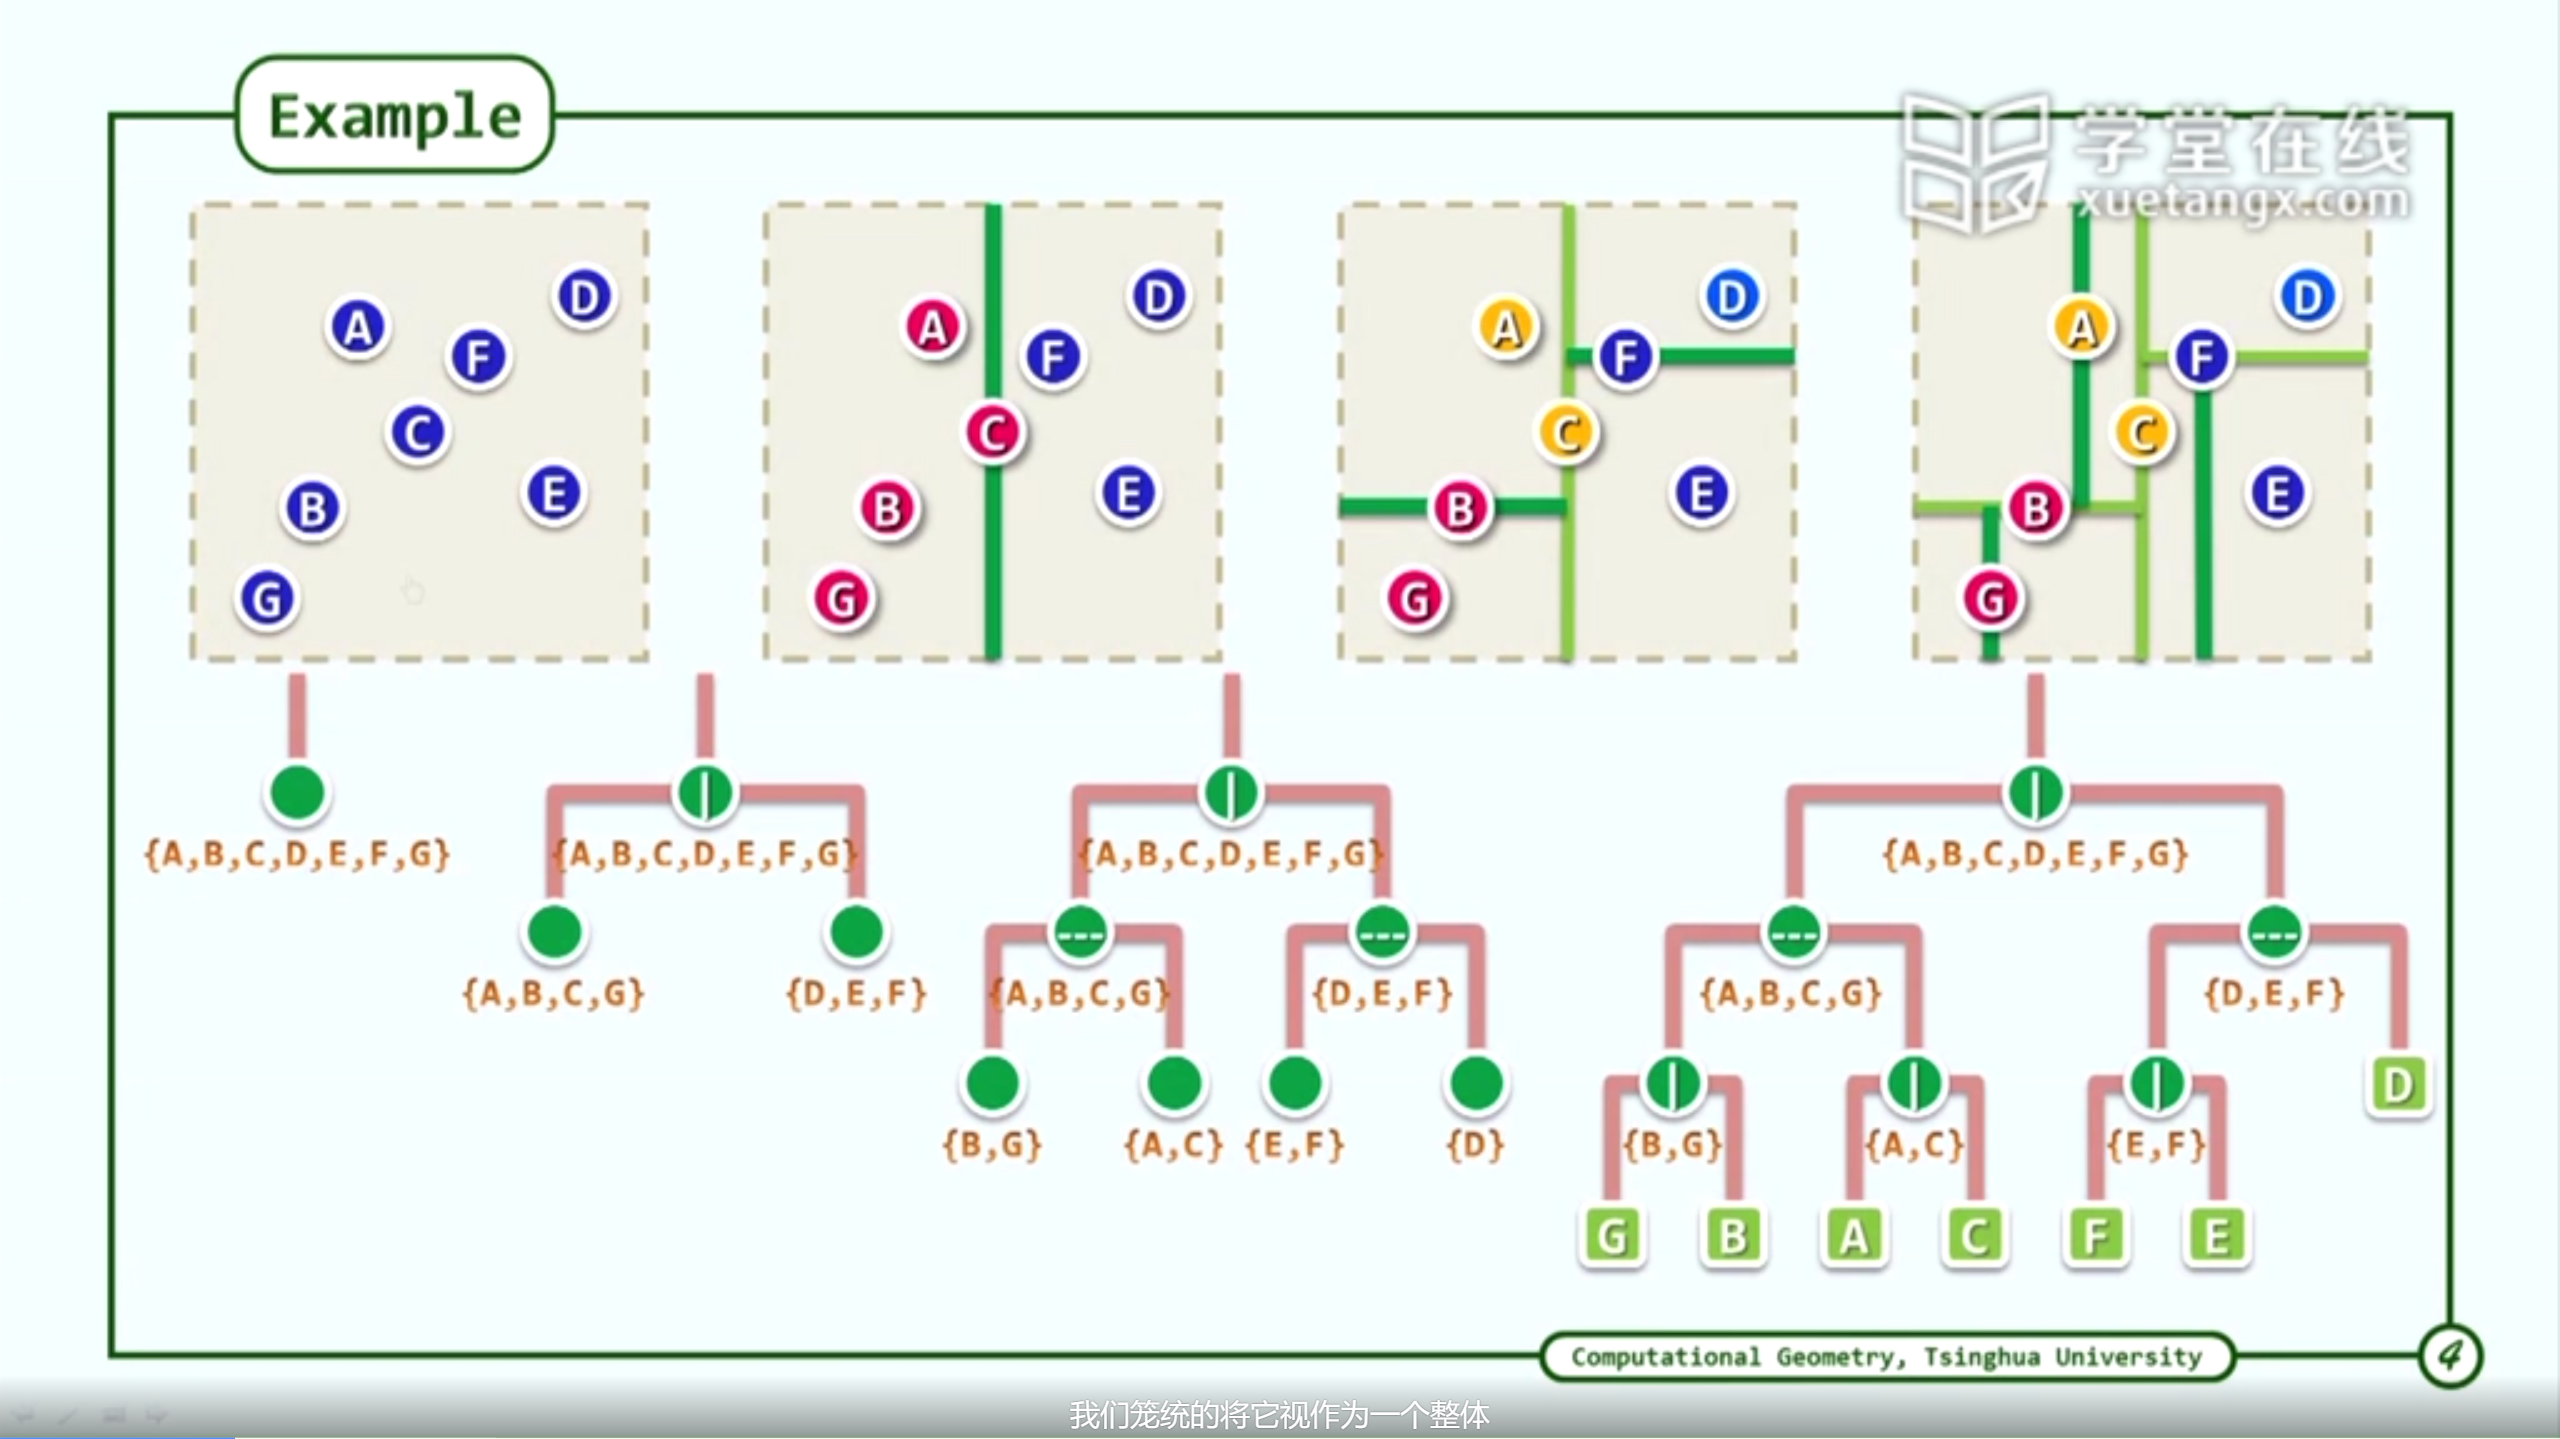 Example
学堂在线
xuetangx.com
A
D
F
C
B
E
G
A
D
F
C
B
E
G
A
D
F
C
B
E
G
A
D
F
C
B
E
G
{A,B,C,D,E,F,G}
{A,B,C,D,E,F,G}
{A,B,C,D,E,F,G}
{A,B,C,D,E,F,G}
{A,B,C,G}
{D,E,F}
{A,B,C,G}
{D,E,F}
{A,B,C,G}
{D,E,F}
D
{B,G}
{A,C}
{E,F}
{D}
{B,G}
{A,C}
{E,F}
G
B
A
C
F
E
Computational Geometry, Tsinghua University
4
我们笼统的将它视作为一个整体